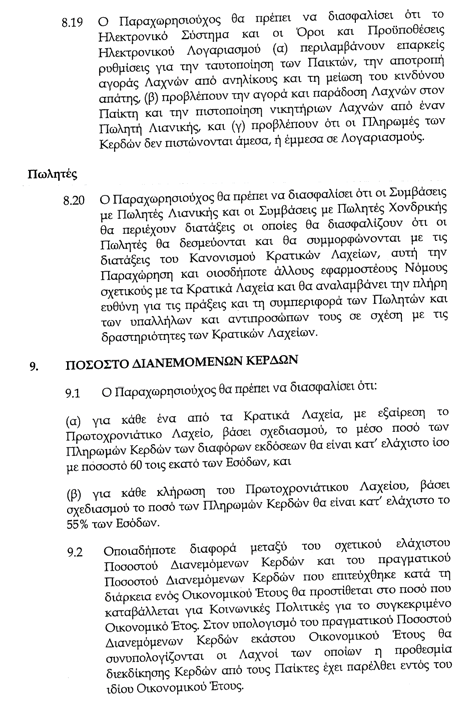 8.19 Ο Παραχωρησιούχος θα πρέπει να διασφαλίσει ότι το
Ηλεκτρονικό Σύστημα και οι Όροι και Προϋποθέσεις
Ηλεκτρονικού Λογαριασμού (α) περιλαμβάνουν επαρκείς
ρυθμίσεις για την ταυτοποίηση των Παικτών, την αποτροπή
αγοράς Λαχνών από ανηλίκους και τη μείωση του κινδύνου
απάτης, (β) προβλέπουν την αγορά και παράδοση Λαχνών στον
Παίκτη και την πιστοποίηση νικητήριων Λαχνών από έναν
Πωλητή Λιανικής, και (γ) προβλέπουν ότι οι Πληρωμές των
Κερδών δεν πιστώνονται άμεσα, ή έμμεσα σε Λογαριασμούς.
Πωλητές
8.20 Ο Παραχωρησιούχος θα πρέπει να διασφαλίσει ότι οι Συμβάσεις
με Πωλητές Λιανικής και οι Συμβάσεις με Πωλητές Χονδρικής
θα περιέχουν διατάξεις οι οποίες θα διασφαλίζουν ότι οι
Πωλητές θα δεσμεύονται και θα συμμορφώνονται με τις
διατάξεις του Κανονισμού Κρατικών Λαχείων, αυτή την
Παραχώρηση και οιοσδήποτε άλλους εφαρμοστέους Νόμους
σχετικούς με τα Κρατικά Λαχεία και θα αναλαμβάνει την πλήρη
ευθύνη για τις πράξεις και τη συμπεριφορά των Πωλητών και
των υπαλλήλων και αντιπροσώπων τους σε σχέση με τις
δραστηριότητες των Κρατικών Λαχείων.
9. ΠΟΣΟΣΤΟ ΔΙΑΝΕΜΟΜΕΝΩΝ ΚΕΡΔΩΝ
9.1 Ο Παραχωρησιούχος θα πρέπει να διασφαλίσει ότι:
(α) για κάθε ένα από τα Κρατικά Λαχεία, με εξαίρεση το
Πρωτοχρονιάτικο Λαχείο, βάσει σχεδιασμού, το μέσο ποσό των
Πληρωμών Κερδών των διαφόρων εκδόσεων θα είναι κατ’ ελάχιστο ίσο
με ποσοστό 60 τοις εκατό των Εσόδων, και
(β) για κάθε κλήρωση του Πρωτοχρονιάτικου Λαχείου, βάσει
σχεδιασμού το ποσό των Πληρωμών Κερδών θα είναι κατ’ ελάχιστο το
55% των Εσόδων.
9.2 Οποιαδήποτε διαφορά μεταξύ του σχετικού ελάχιστου
Ποσοστού Διανεμόμενων Κερδών και του πραγματικού
Ποσοστού Διανεμόμενων Κερδών που επιτεύχθηκε κατά τη
διάρκεια ενός Οικονομικού Έτους θα προστίθεται στο ποσό που
καταβάλλεται για Κοινωνικές Πολιτικές για το συγκεκριμένο
Οικονομικό Έτος. Στον υπολογισμό του πραγματικού Ποσοστού
Διανεμόμενων Κερδών εκάστου Οικονομικού Έτους θα
συνυπολογίζονται οι Λαχνοί των οποίων η προθεσμία
διεκδίκησης Κερδών από τους Παίκτες έχει παρέλθει εντός του
ιδίου Οικονομικού Έτους.